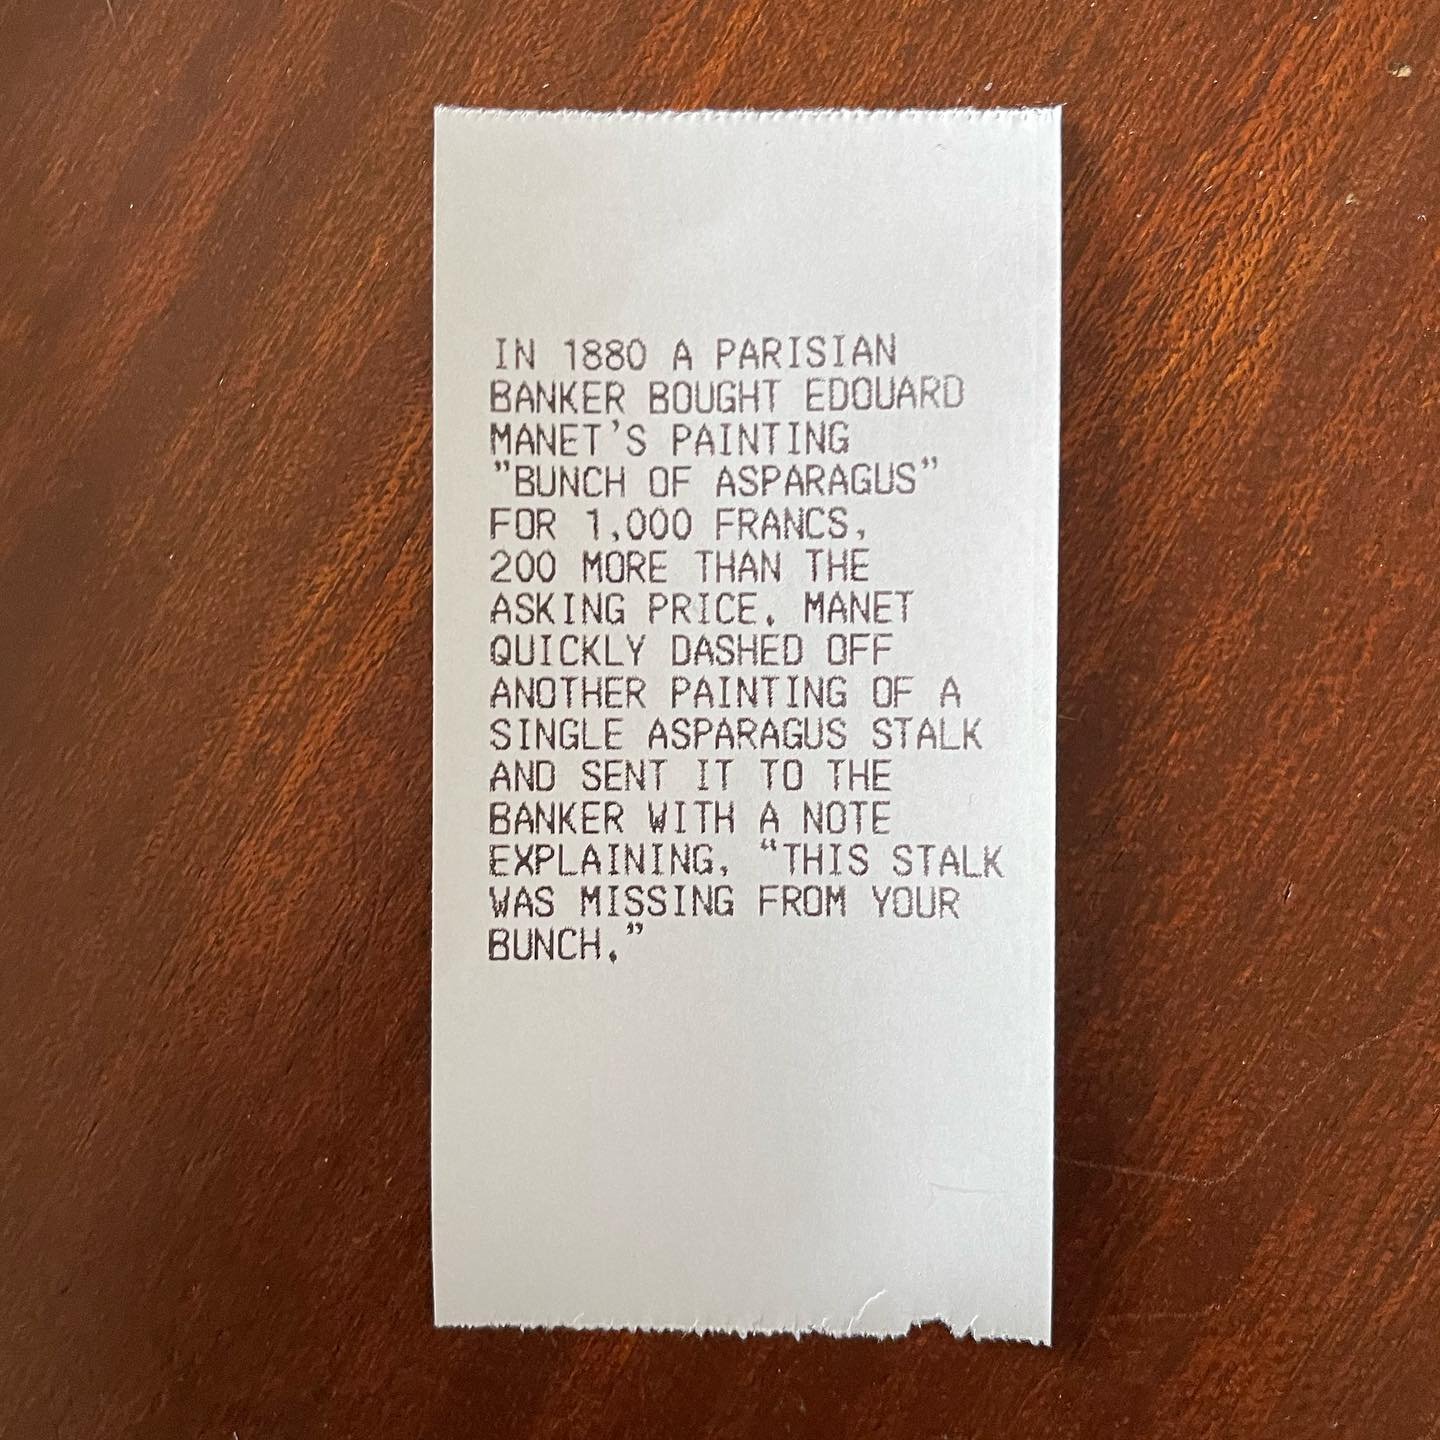 IN 1880 A PARISIAN
BANKER BOUGHT EDOUARD
MANET'S PAINTING
"BUNCH OF ASPARAGUS"
FOR 1,000 FRANCS,
200 MORE THAN THE
ASKING PRICE. MANET
QUICKLY DASHED OFF
ANOTHER PAINTING OF A
SINGLE ASPARAGUS STALK
AND SENT IT TO THE
BANKER WITH A NOTE
EXPLAINING, “THIS STALK
WAS MISSING FROM YOUR
BUNCH.”